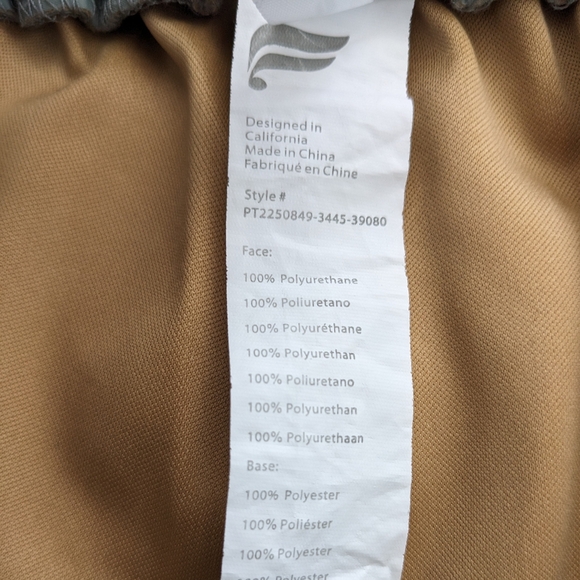 Designed in
California
Made in China
Fabriqué en Chine
Style #
PT2250849-3445-39080
Face:
100% Polyurethane
100% Poliuretano
100% Polyuréthane
100% Polyurethan
100% Poliuretano
100% Polyurethan
100% Polyurethaan
Base:
100% Polyester
100% Poliéster
100% Polyester
Polyester